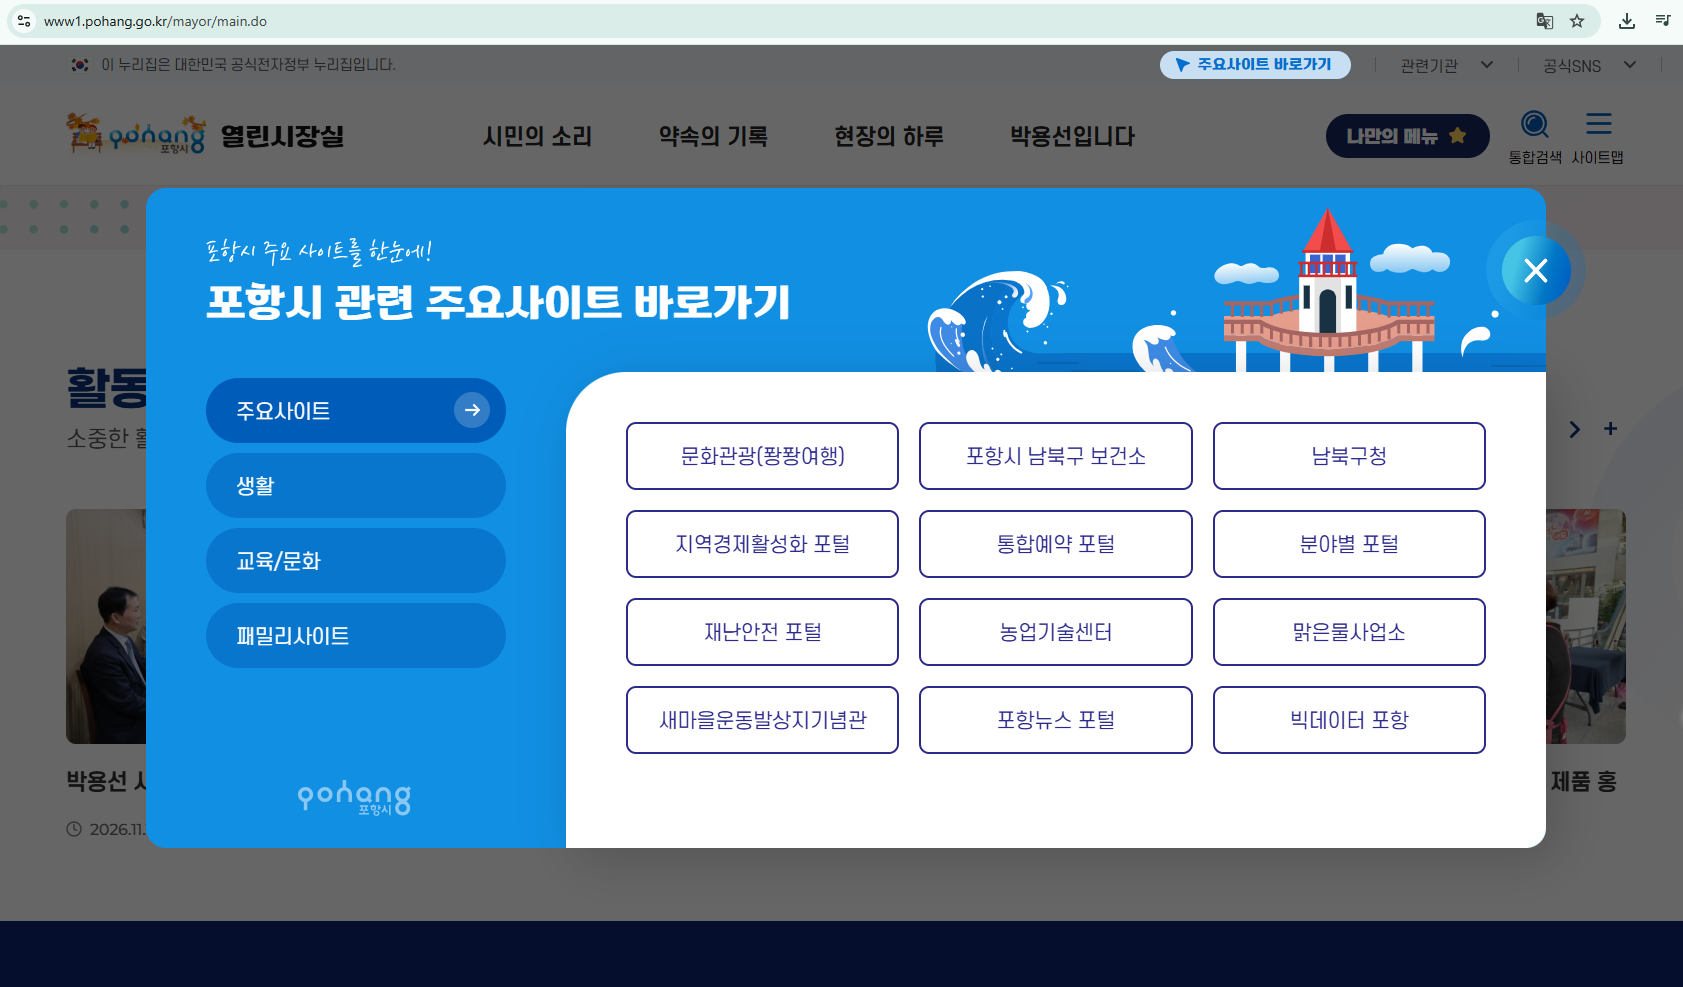 www1.pohang.go.kr/mayor/main.do
이 누리집은 대한민국 공식전자정부 누리집입니다.
주요사이트 바로가기
관련기관
공식SNS
pohang
포항시
열린시장실
시민의 소리
약속의 기록
현장의 하루
박용선입니다
나만의 메뉴
통합검색
사이트맵
포항시 주요 사이트를 한눈에!
포항시 관련 주요사이트 바로가기
활동
소중한
주요사이트
생활
교육/문화
패밀리사이트
문화관광(퐝퐝여행)
포항시 남북구 보건소
남북구청
지역경제활성화 포털
통합예약 포털
분야별 포털
재난안전 포털
농업기술센터
맑은물사업소
새마을운동발상지기념관
포항뉴스 포털
빅데이터 포항
pohang
포항시
박용선
제품 홍
2026.11.